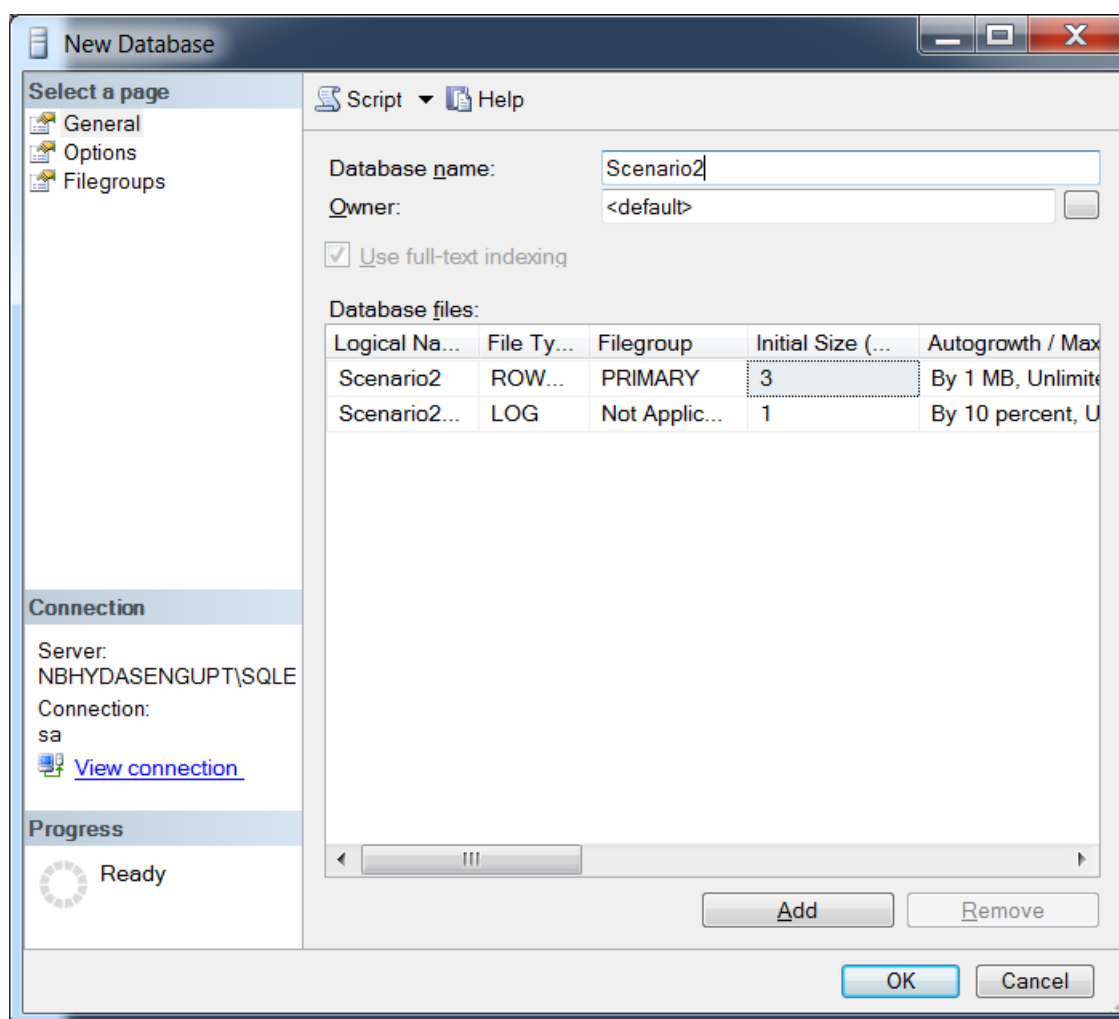 New Database
Select a page
General
Options
Filegroups
Script Help
Database name: Scenario2
Owner: <default>
Use full-text indexing
Database files:
Logical Na... File Ty... Filegroup Initial Size (... Autogrowth / Max
Scenario2 ROW... PRIMARY 3 By 1 MB, Unlimite
Scenario2... LOG Not Applic... 1 By 10 percent, U
Connection
Server:
NBHYDASENGUPT\SQLE
Connection:
sa
View connection
Progress
Ready
Add Remove
OK Cancel